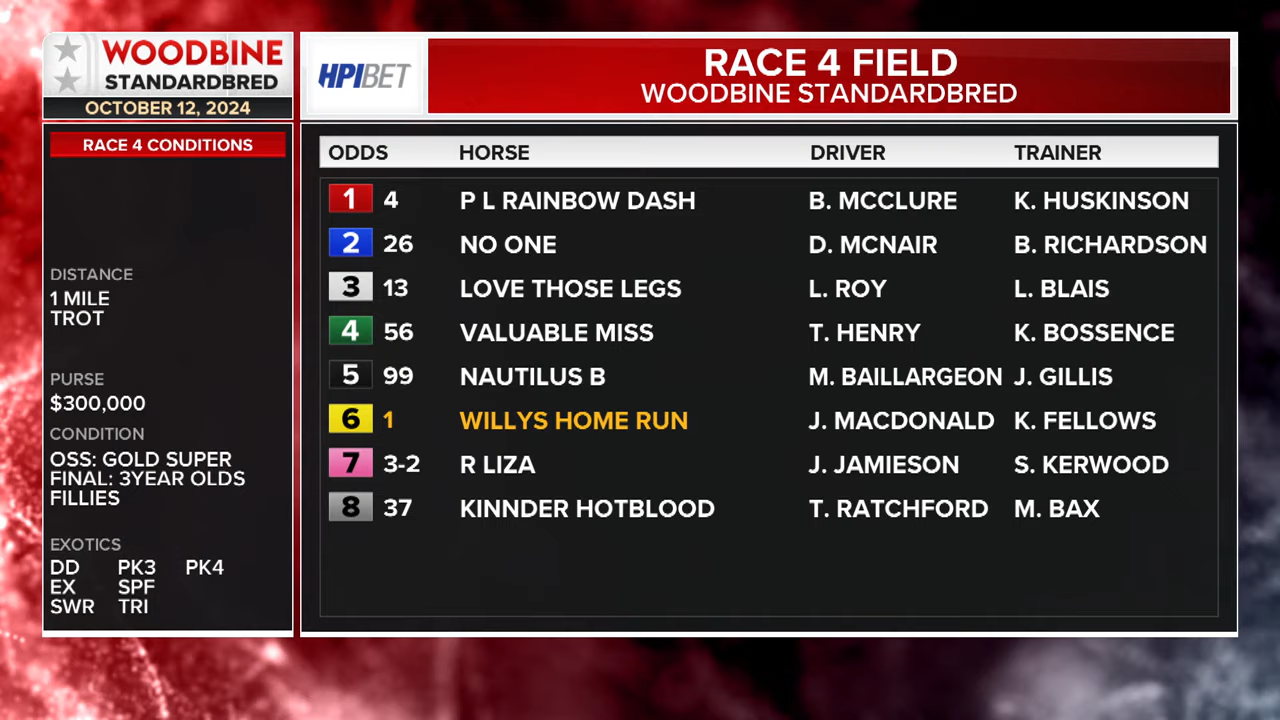 WOODBINE
STANDARDBRED
OCTOBER 12, 2024
RACE 4 CONDITIONS
DISTANCE
1 MILE
TROT
PURSE
$300,000
CONDITION
OSS: GOLD SUPER
FINAL: 3YEAR OLDS
FILLIES
EXOTICS
DD PK3 PK4
EX SPF
SWR TRI
HPIBET
RACE 4 FIELD
WOODBINE STANDARDBRED
ODDS HORSE DRIVER TRAINER
1 4 P L RAINBOW DASH B. MCCLURE K. HUSKINSON
2 26 NO ONE D. MCNAIR B. RICHARDSON
3 13 LOVE THOSE LEGS L. ROY L. BLAIS
4 56 VALUABLE MISS T. HENRY K. BOSSENCE
5 99 NAUTILUS B M. BAILLARGEON J. GILLIS
6 1 WILLYS HOME RUN J. MACDONALD K. FELLOWS
7 3-2 R LIZA J. JAMIESON S. KERWOOD
8 37 KINNDER HOTBLOOD T. RATCHFORD M. BAX